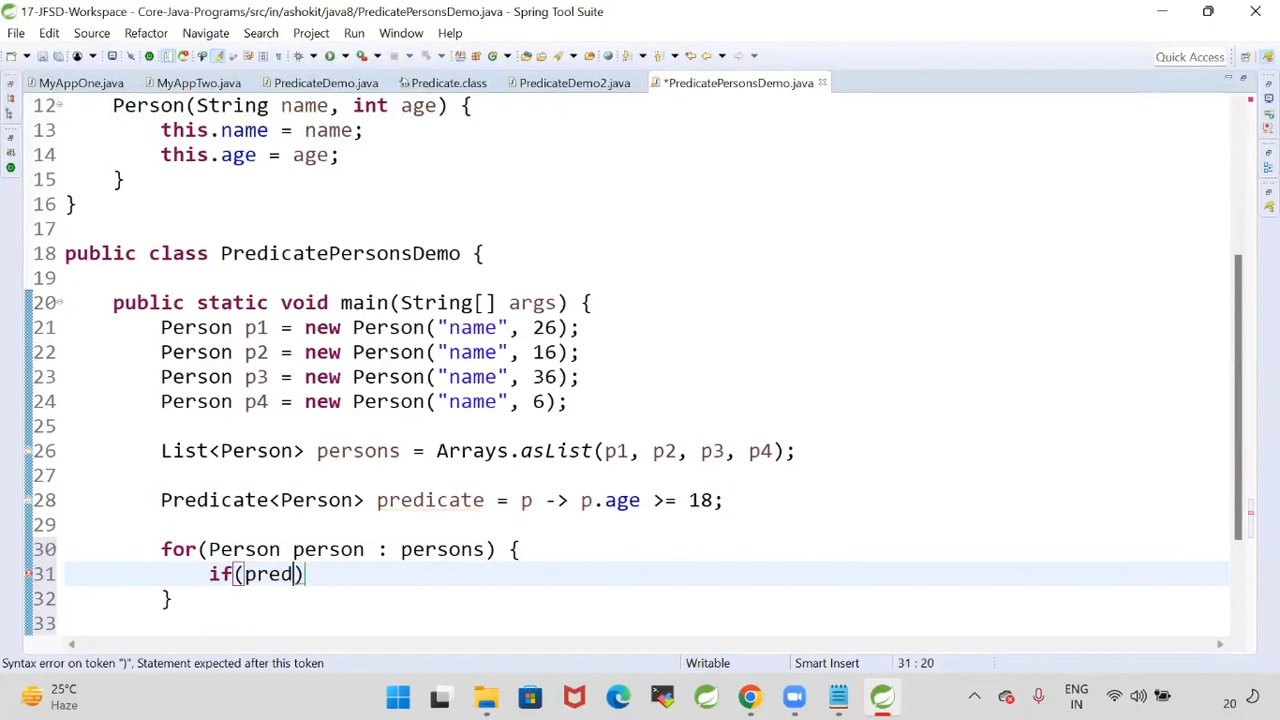 17-JFSD-Workspace - Core-Java-Programs/src/in/ashokit/java8/PredicatePersonsDemo.java - Spring Tool Suite
File Edit Source Refactor Navigate Search Project Run Window Help
Quick Access
MyAppOne.java MyAppTwo.java PredicateDemo.java Predicate.class PredicateDemo2.java *PredicatePersonsDemo.java
12 Person(String name, int age) {
13 this.name = name;
14 this.age = age;
15 }
16 }
17
18 public class PredicatePersonsDemo {
19
20 public static void main(String[] args) {
21 Person p1 = new Person("name", 26);
22 Person p2 = new Person("name", 16);
23 Person p3 = new Person("name", 36);
24 Person p4 = new Person("name", 6);
25
26 List<Person> persons = Arrays.asList(p1, p2, p3, p4);
27
28 Predicate<Person> predicate = p -> p.age >= 18;
29
30 for(Person person : persons) {
31 if(pred)
32 }
33
Syntax error on token ")", Statement expected after this token Writable Smart Insert 31 : 20
25°C
Haze
ENG
IN
20